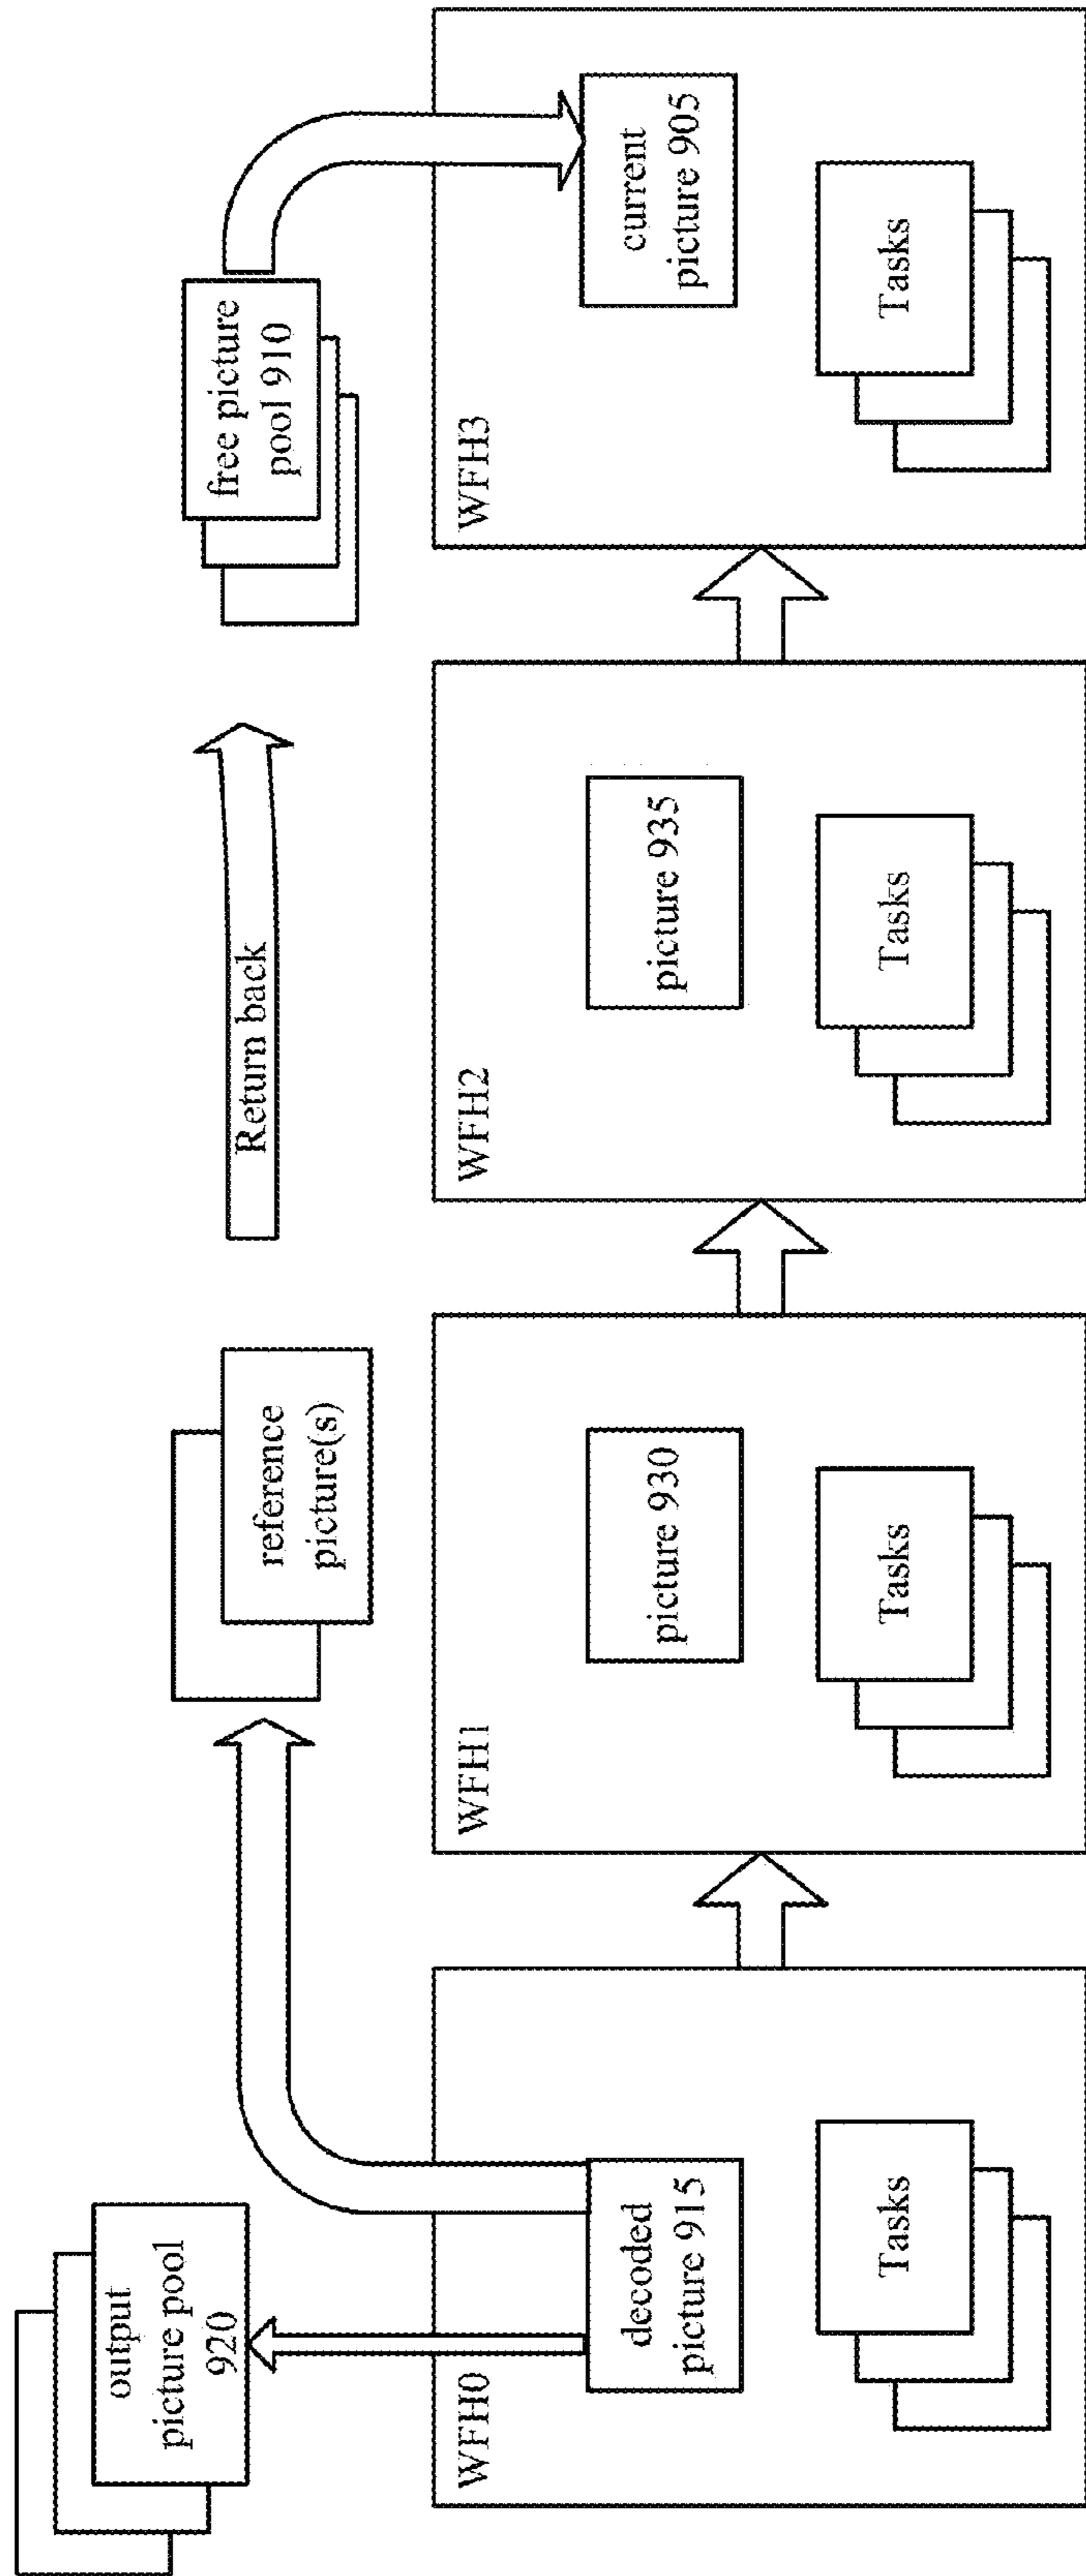 output
picture pool
920
reference
picture(s)
Return back
free picture
pool 910
WFH0
decoded
picture 915
Tasks
WFH1
picture 930
Tasks
WFH2
picture 935
Tasks
WFH3
current
picture 905
Tasks